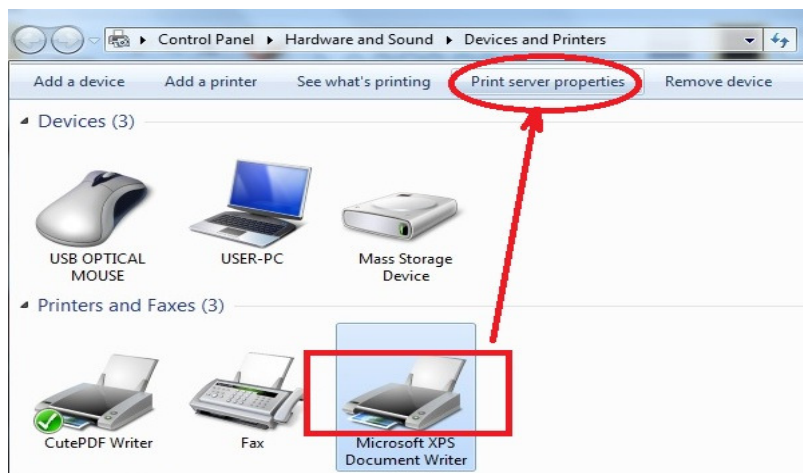 Control Panel ▸ Hardware and Sound ▸ Devices and Printers
Add a device Add a printer See what's printing Print server properties Remove device
Devices (3)
USB OPTICAL
MOUSE
USER-PC
Mass Storage
Device
Printers and Faxes (3)
CutePDF Writer
Fax
Microsoft XPS
Document Writer